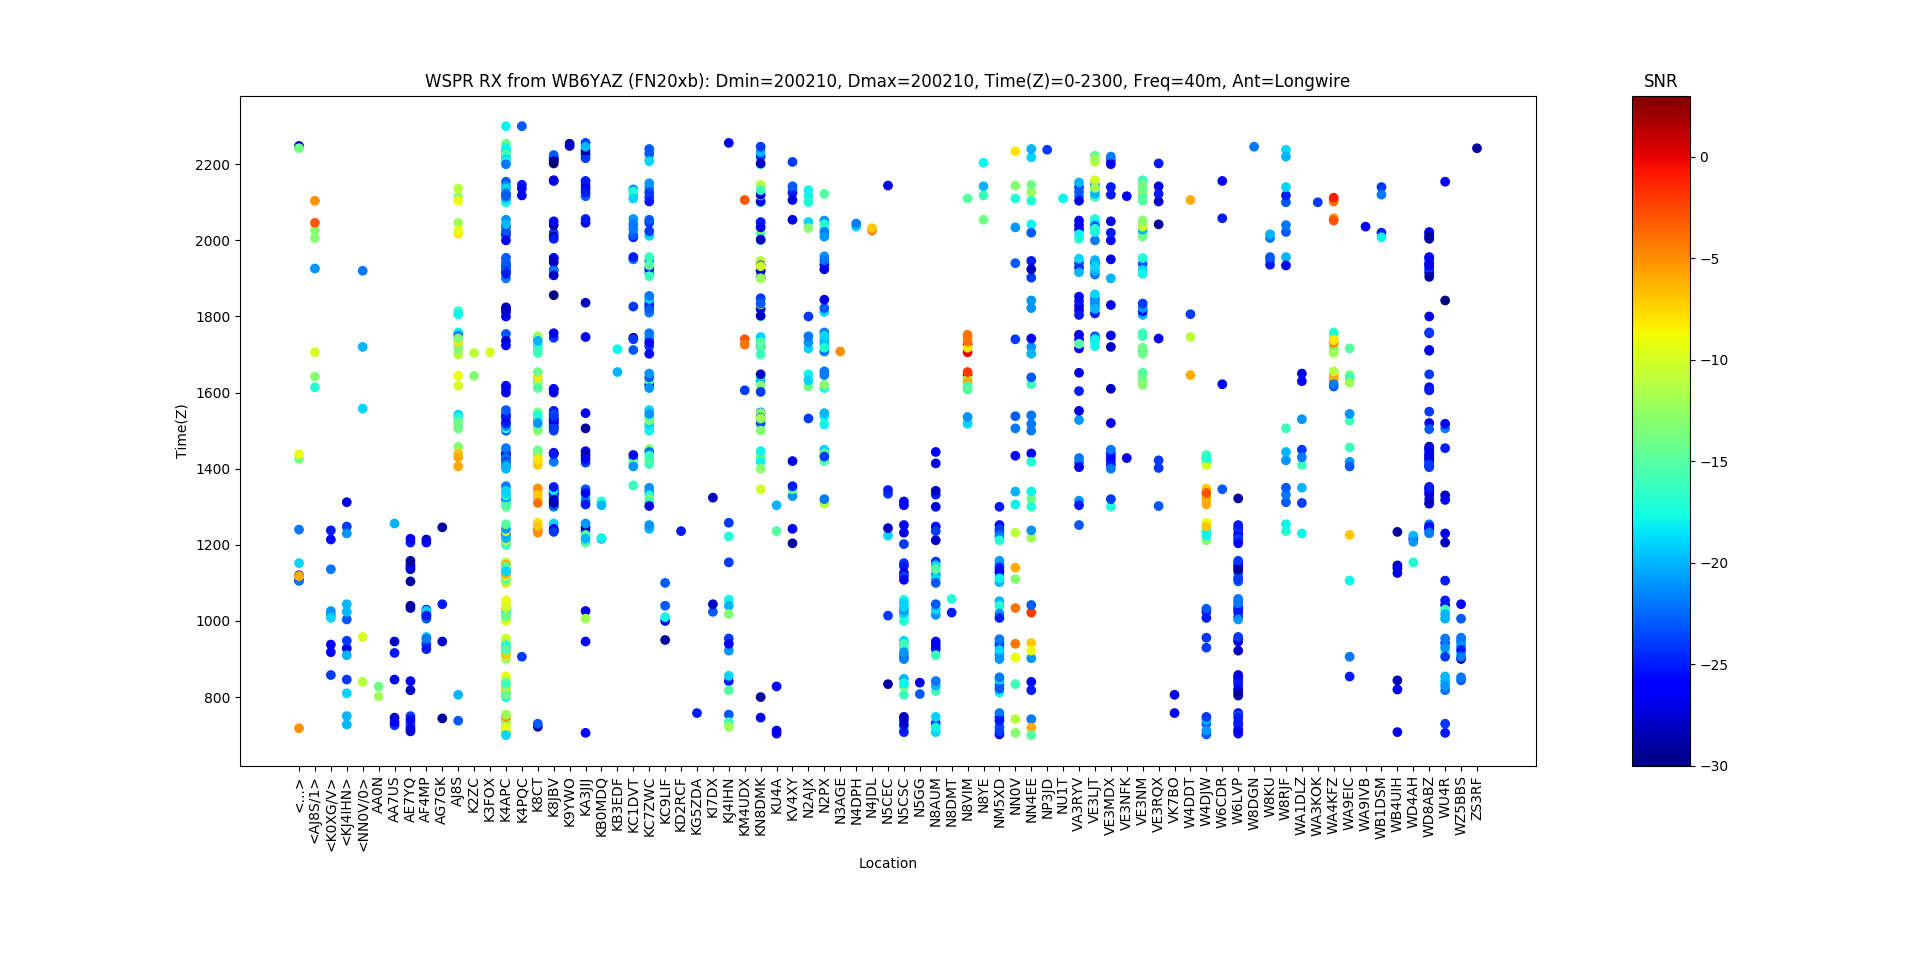 WSPR RX from WB6YAZ (FN20xb): Dmin=200210, Dmax=200210, Time(Z)=0-2300, Freq=40m, Ant=Longwire
SNR
Time(Z)
2200
2000
1800
1600
1400
1200
1000
800
0
−5
−10
−15
−20
−25
−30
<...>
<AJ8S/1>
<K0XG/V>
<KJ4IHN>
<NN0V/0>
AA0N
AA7US
AE7YQ
AF4MP
AG7GK
AJ8S
K2ZC
K3FOX
K4APC
K4PQC
K8CT
K8JBV
K9YWO
KA3JIJ
KB0MDQ
KB3EDF
KC1DVT
KC7ZWC
KC9LIF
KD2RCF
KG5ZDA
KI7DX
KJ4IHN
KM4UDX
KN8DMK
KU4A
KV4XY
N2AJX
N2PX
N3AGE
N4DPH
N4JDL
N5CEC
N5CSC
N5GG
N8AUM
N8DMT
NM5XD
N8VIM
N8YE
NN0V
NN4EE
NP3JD
NU1T
VA3RYV
VE3LJT
VE3MDX
VE3NFK
VE3NM
VE3RQX
VK7BO
W4DDT
W4DJW
W6CDR
W6LVP
W8DGN
W8KU
W8RJF
WA1DLZ
WA3KOK
WA4KFZ
WA9EIC
WA9IVB
WB1DSM
WB4UIH
WD4AH
WD8ABZ
WU4R
WZ5BBS
ZS3RF
Location